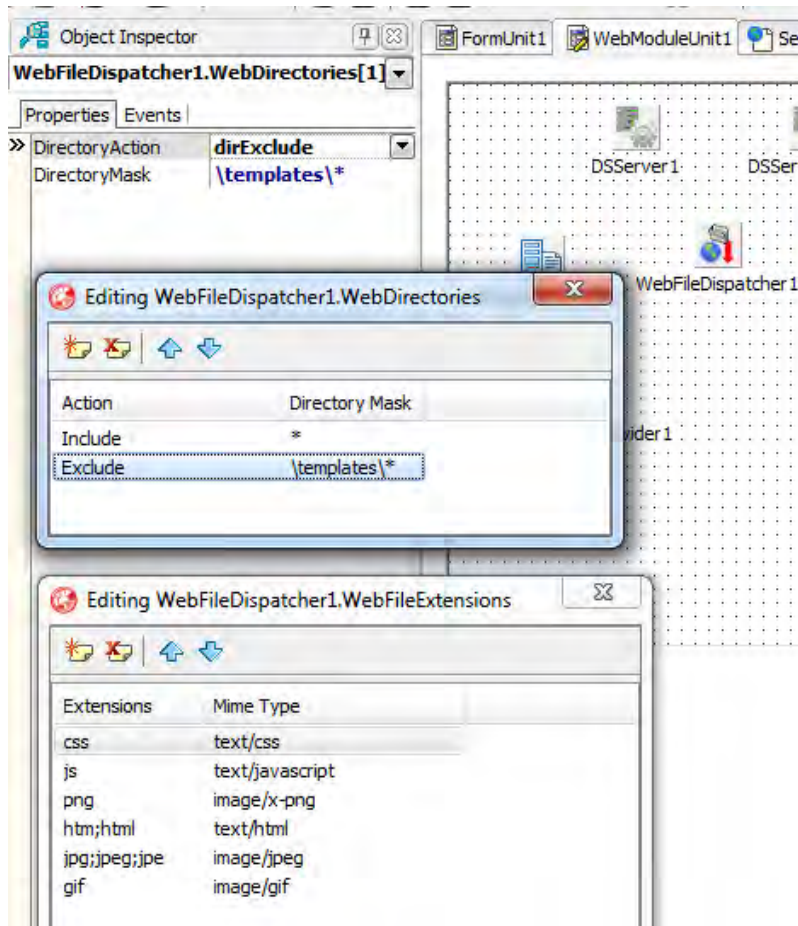 Object Inspector
FormUnit1
WebModuleUnit1
Se
WebFileDispatcher1.WebDirectories[1]
Properties
Events
DirectoryAction
dirExclude
DirectoryMask
\templates\*
DSServer1
DSSer
WebFileDispatcher1
Editing WebFileDispatcher1.WebDirectories
Action
Directory Mask
Include
*
Exclude
\templates\*
vider1
Editing WebFileDispatcher1.WebFileExtensions
Extensions
Mime Type
css
text/css
js
text/javascript
png
image/x-png
htm;html
text/html
jpg;jpeg;jpe
image/jpeg
gif
image/gif